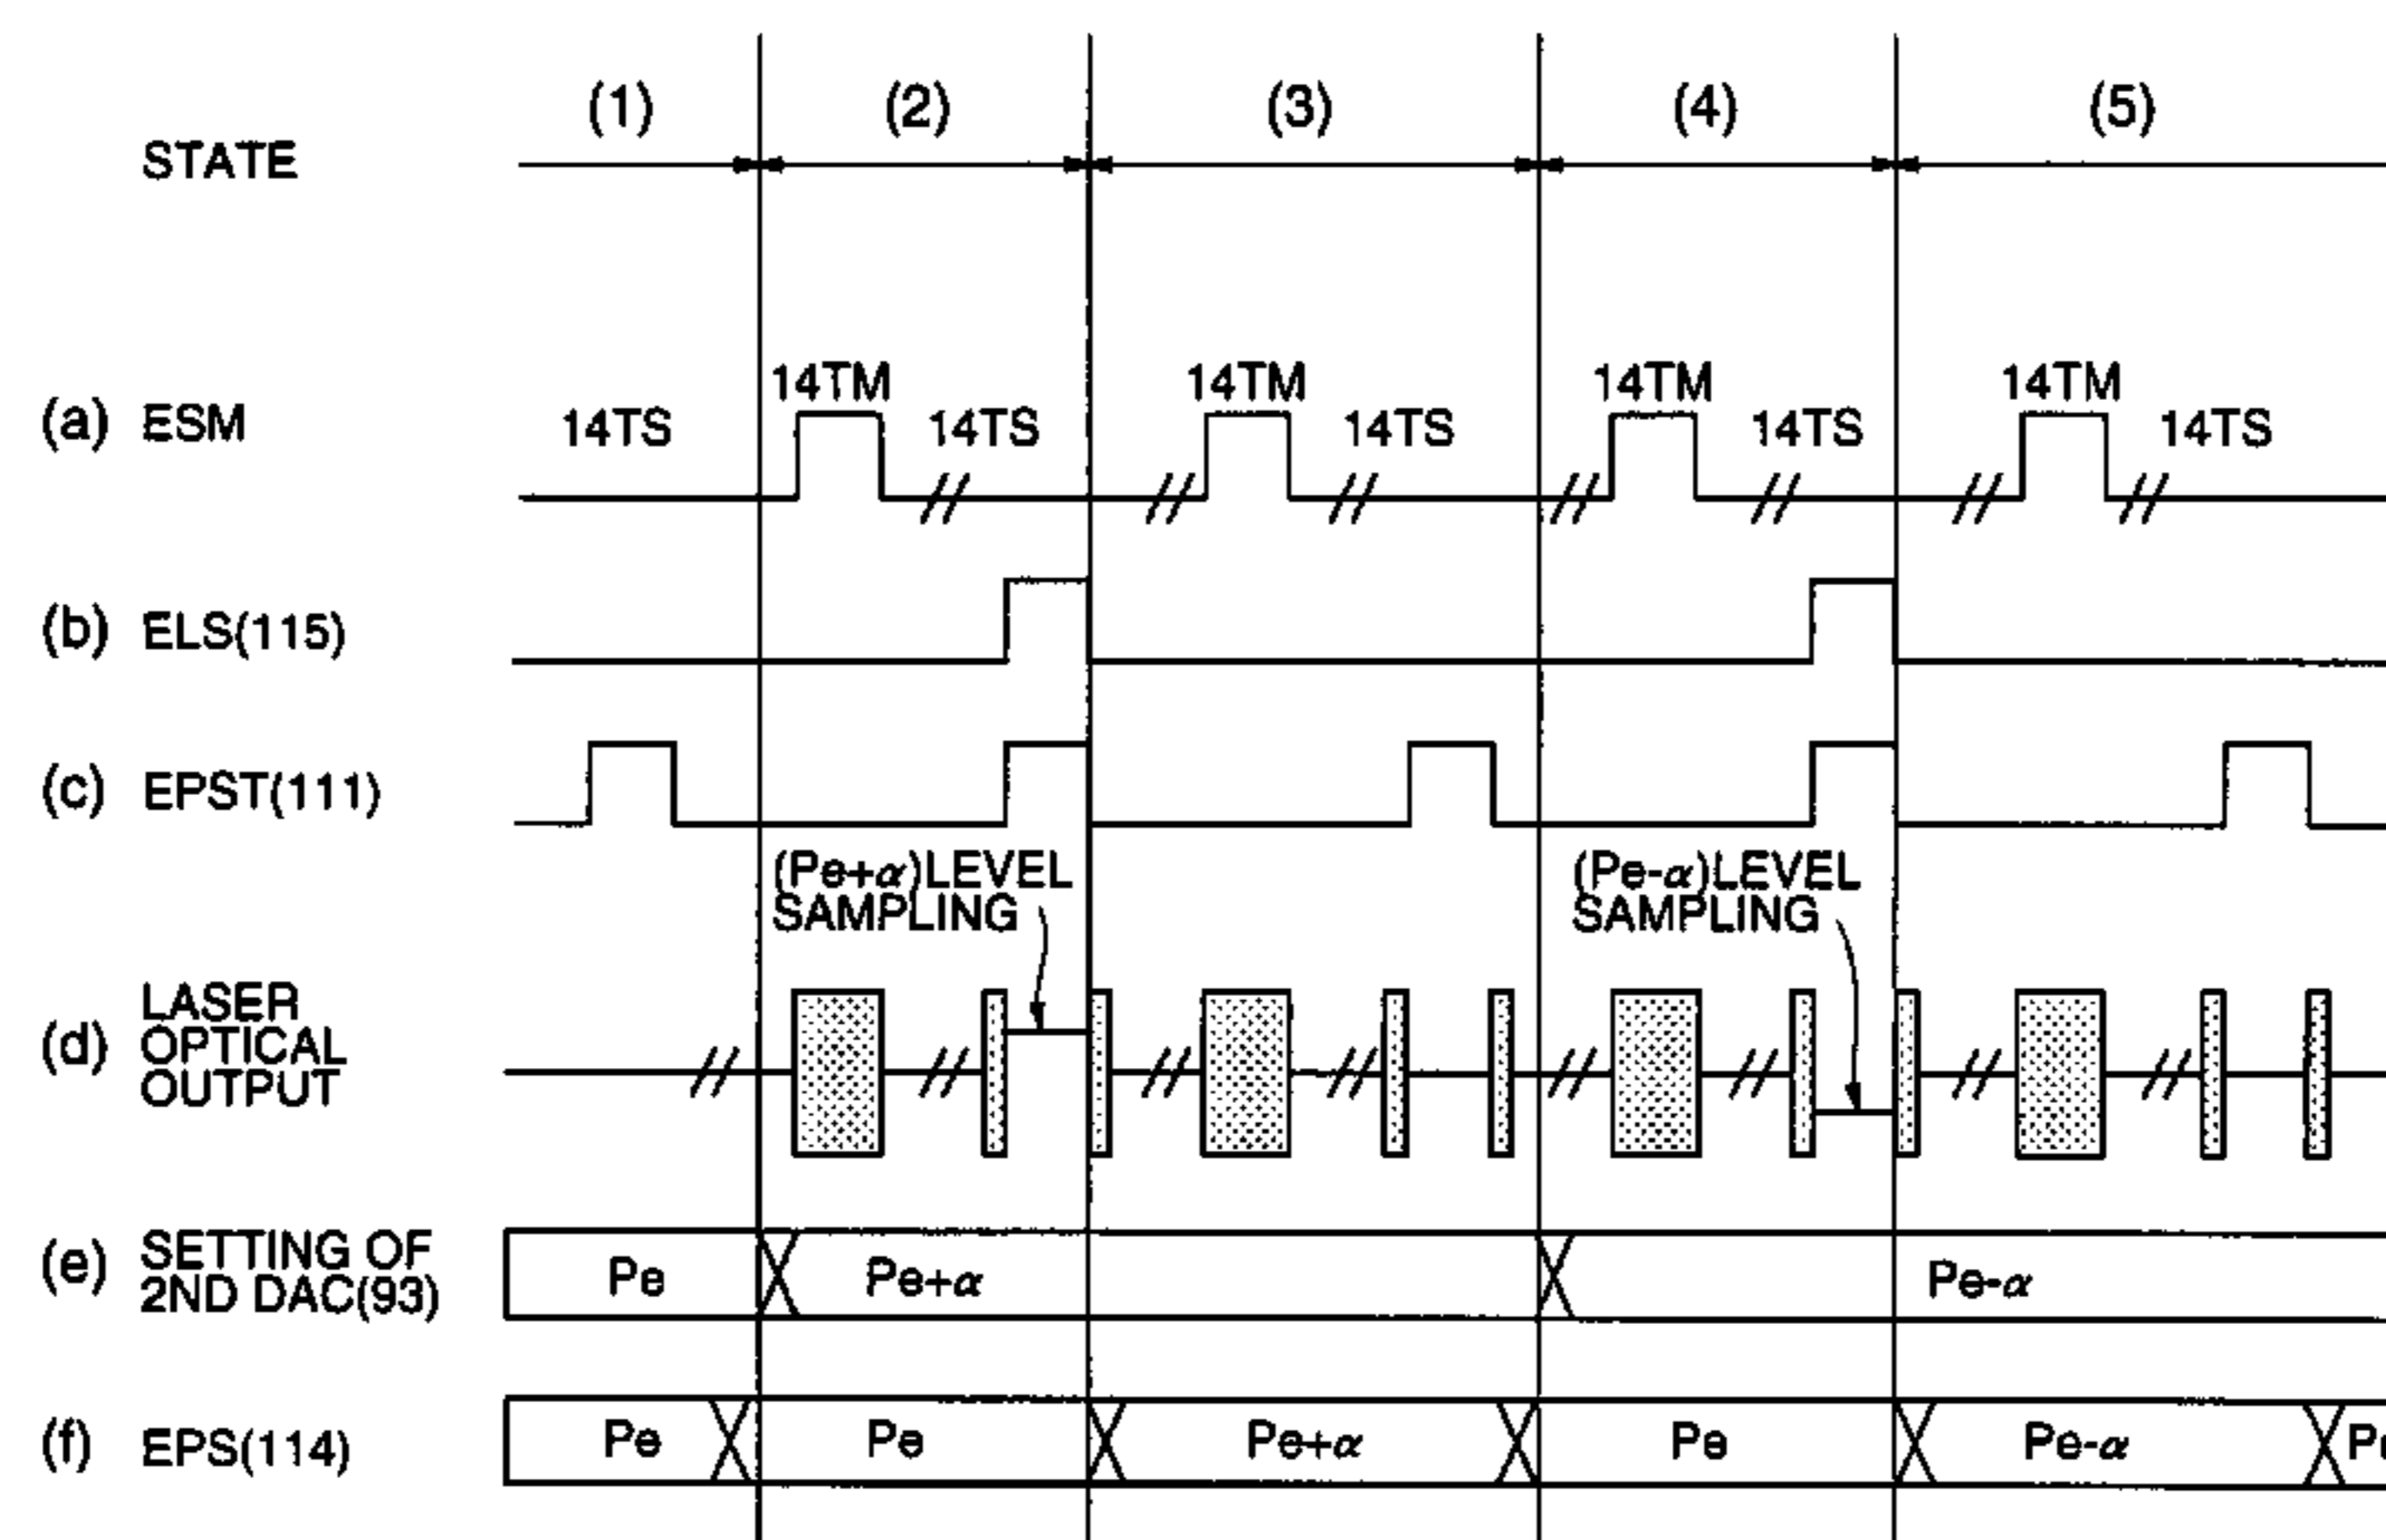 (1) (2) (3) (4) (5)
STATE
14TM 14TM 14TM 14TM
(a) ESM 14TS 14TS 14TS 14TS 14TS
(b) ELS(115)
(c) EPST(111)
(Pe+α)LEVEL
SAMPLING
(Pe-α)LEVEL
SAMPLING
(d) LASER
OPTICAL
OUTPUT
(e) SETTING OF
2ND DAC(93)
Pe Pe+α Pe-α
(f) EPS(114) Pe Pe Pe+α Pe Pe-α Pe